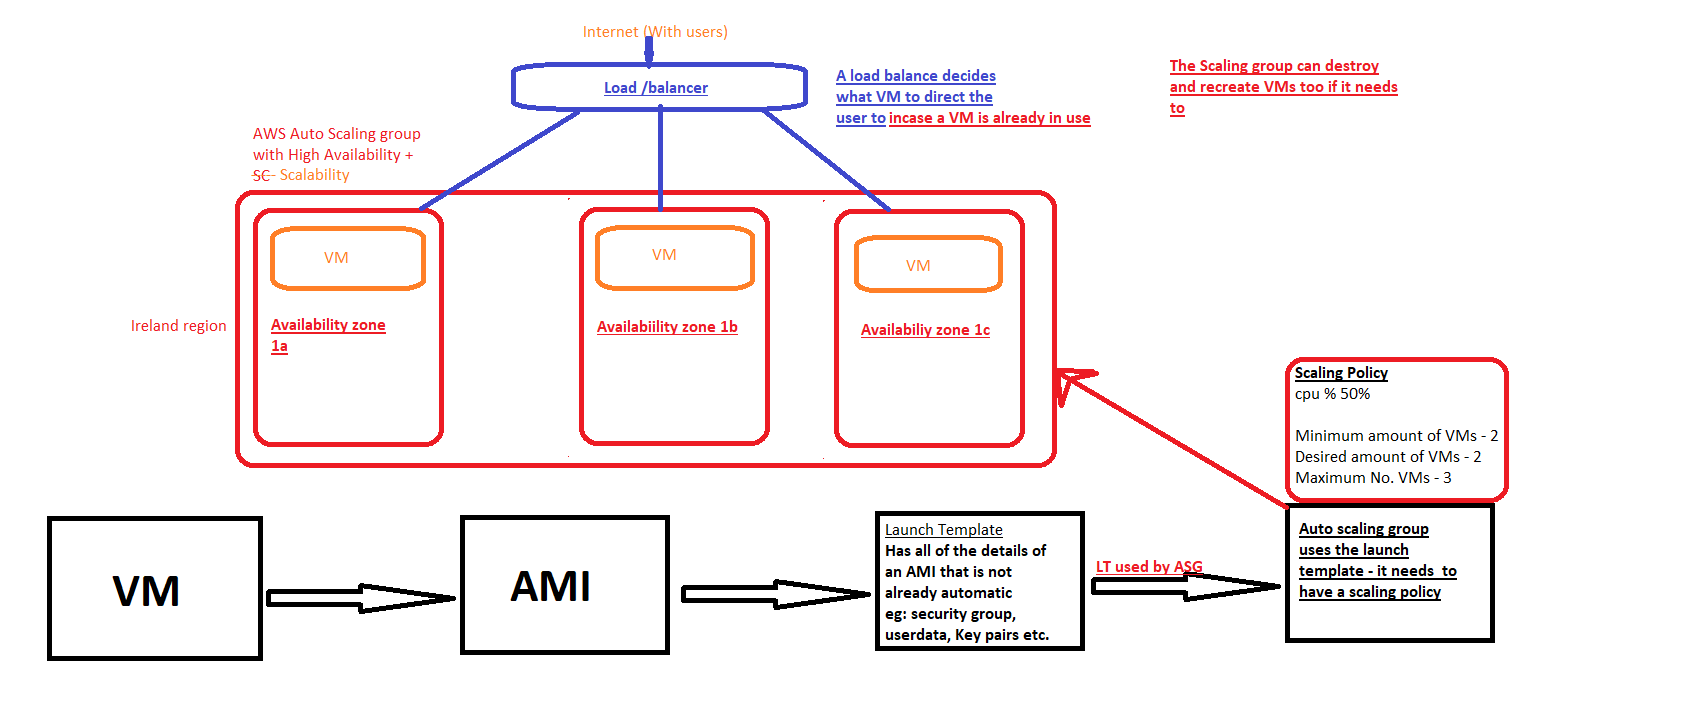 Internet (With users)
Load /balancer
A load balance decides
what VM to direct the
user to incase a VM is already in use
The Scaling group can destroy
and recreate VMs too if it needs
to
AWS Auto Scaling group
with High Availability +
SC- Scalability
VM
VM
VM
Ireland region
Availability zone
1a
Availabiility zone 1b
Availabiliy zone 1c
Scaling Policy
cpu % 50%
Minimum amount of VMs - 2
Desired amount of VMs - 2
Maximum No. VMs - 3
VM
AMI
Launch Template
Has all of the details of
an AMI that is not
already automatic
eg: security group,
userdata, Key pairs etc.
LT used by ASG
Auto scaling group
uses the launch
template - it needs to
have a scaling policy